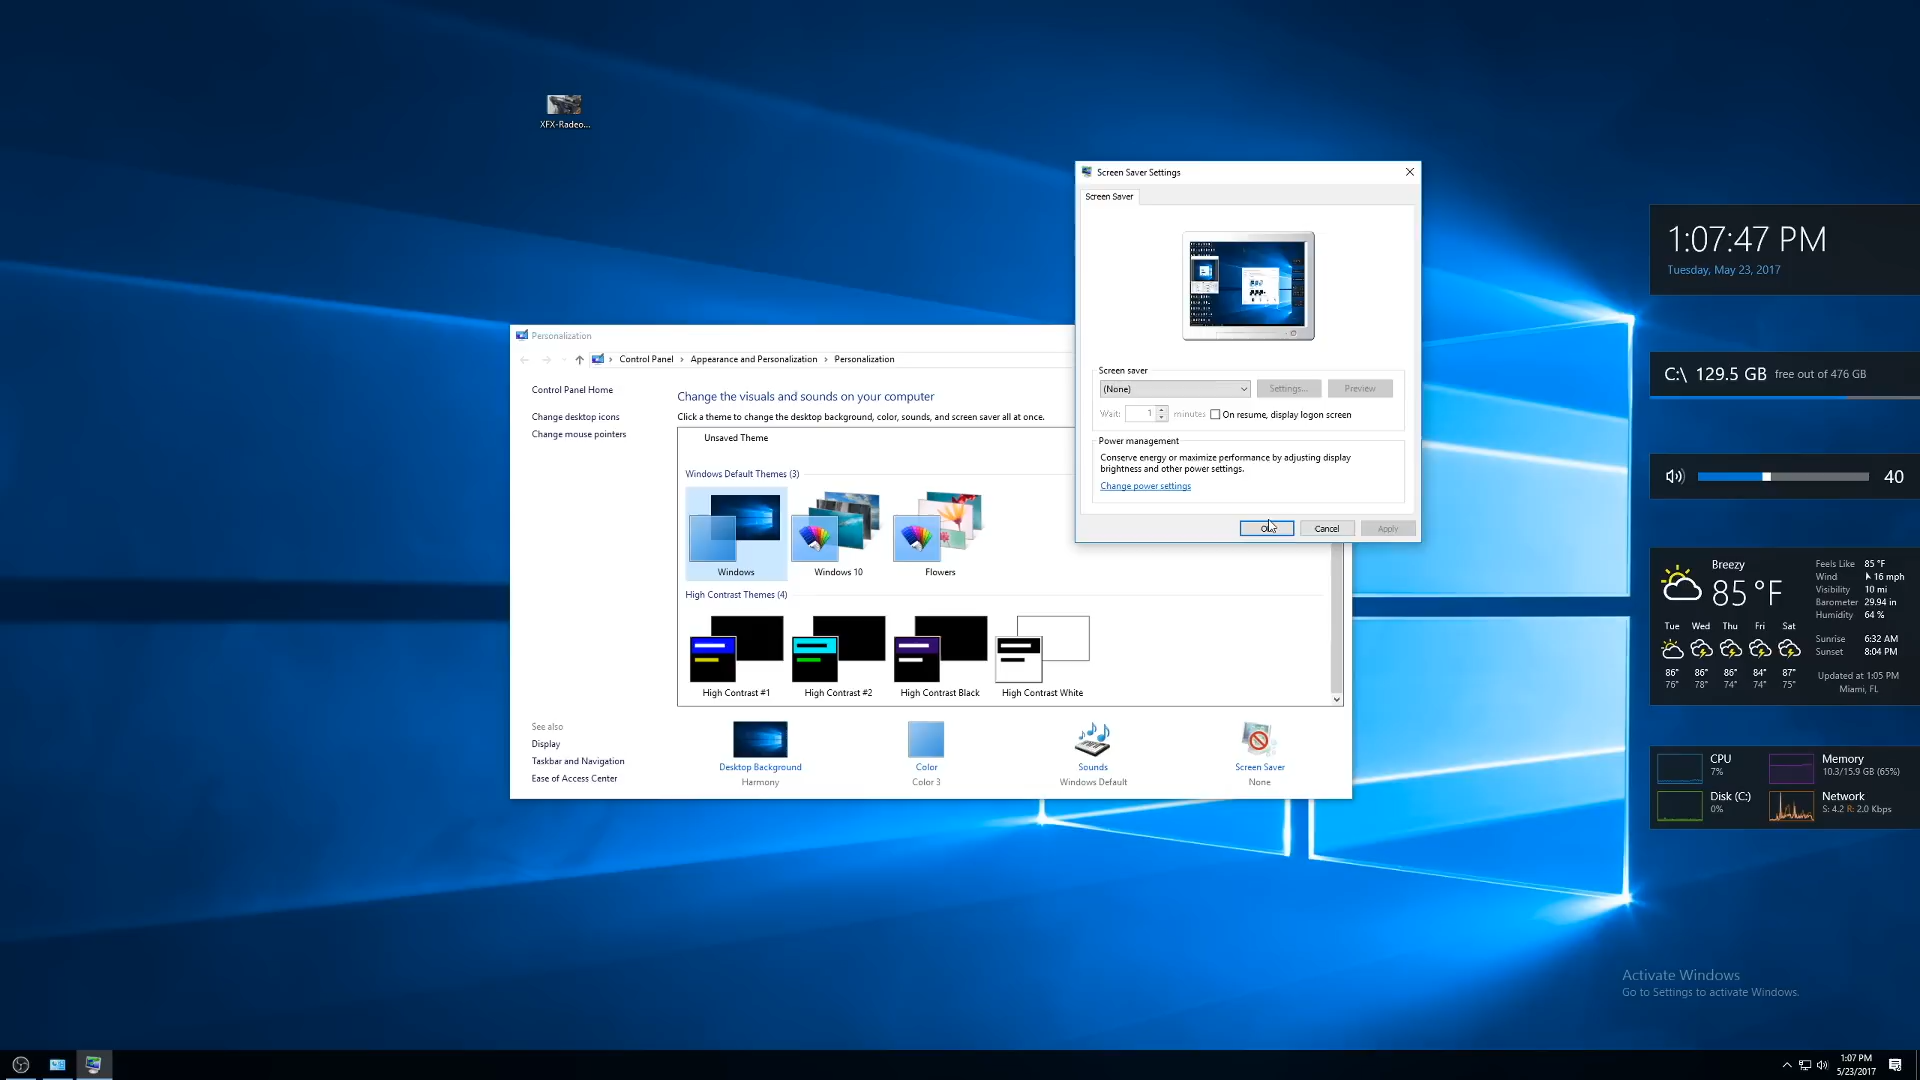 XFX-Radeo...
Screen Saver Settings
Screen Saver
Screen saver
(None)
Settings...
Preview
Wait:
1
minutes
On resume, display logon screen
Power management
Conserve energy or maximize performance by adjusting display
brightness and other power settings.
Change power settings
Cancel
Apply
Personalization
Control Panel
Appearance and Personalization
Personalization
Control Panel Home
Change desktop icons
Change mouse pointers
Change the visuals and sounds on your computer
Click a theme to change the desktop background, color, sounds, and screen saver all at once.
Unsaved Theme
Windows Default Themes (3)
Windows
Windows 10
Flowers
High Contrast Themes (4)
High Contrast #1
High Contrast #2
High Contrast Black
High Contrast White
See also
Display
Taskbar and Navigation
Ease of Access Center
Desktop Background
Harmony
Color
Color 3
Sounds
Windows Default
Screen Saver
None
1:07:47 PM
Tuesday, May 23, 2017
C:\ 129.5 GB free out of 476 GB
40
Breezy
85 °F
Feels Like 85 °F
Wind 16 mph
Visibility 10 mi
Barometer 29.94 in
Humidity 64 %
Sunrise 6:32 AM
Sunset 8:04 PM
Updated at 1:05 PM
Miami, FL
Tue Wed Thu Fri Sat
86° 86° 86° 84° 87°
76° 78° 74° 74° 75°
CPU
7%
Memory
10.3/15.9 GB (65%)
Disk (C:)
0%
Network
S: 4.2 R: 2.0 Kbps
Activate Windows
Go to Settings to activate Windows.
1:07 PM
5/23/2017